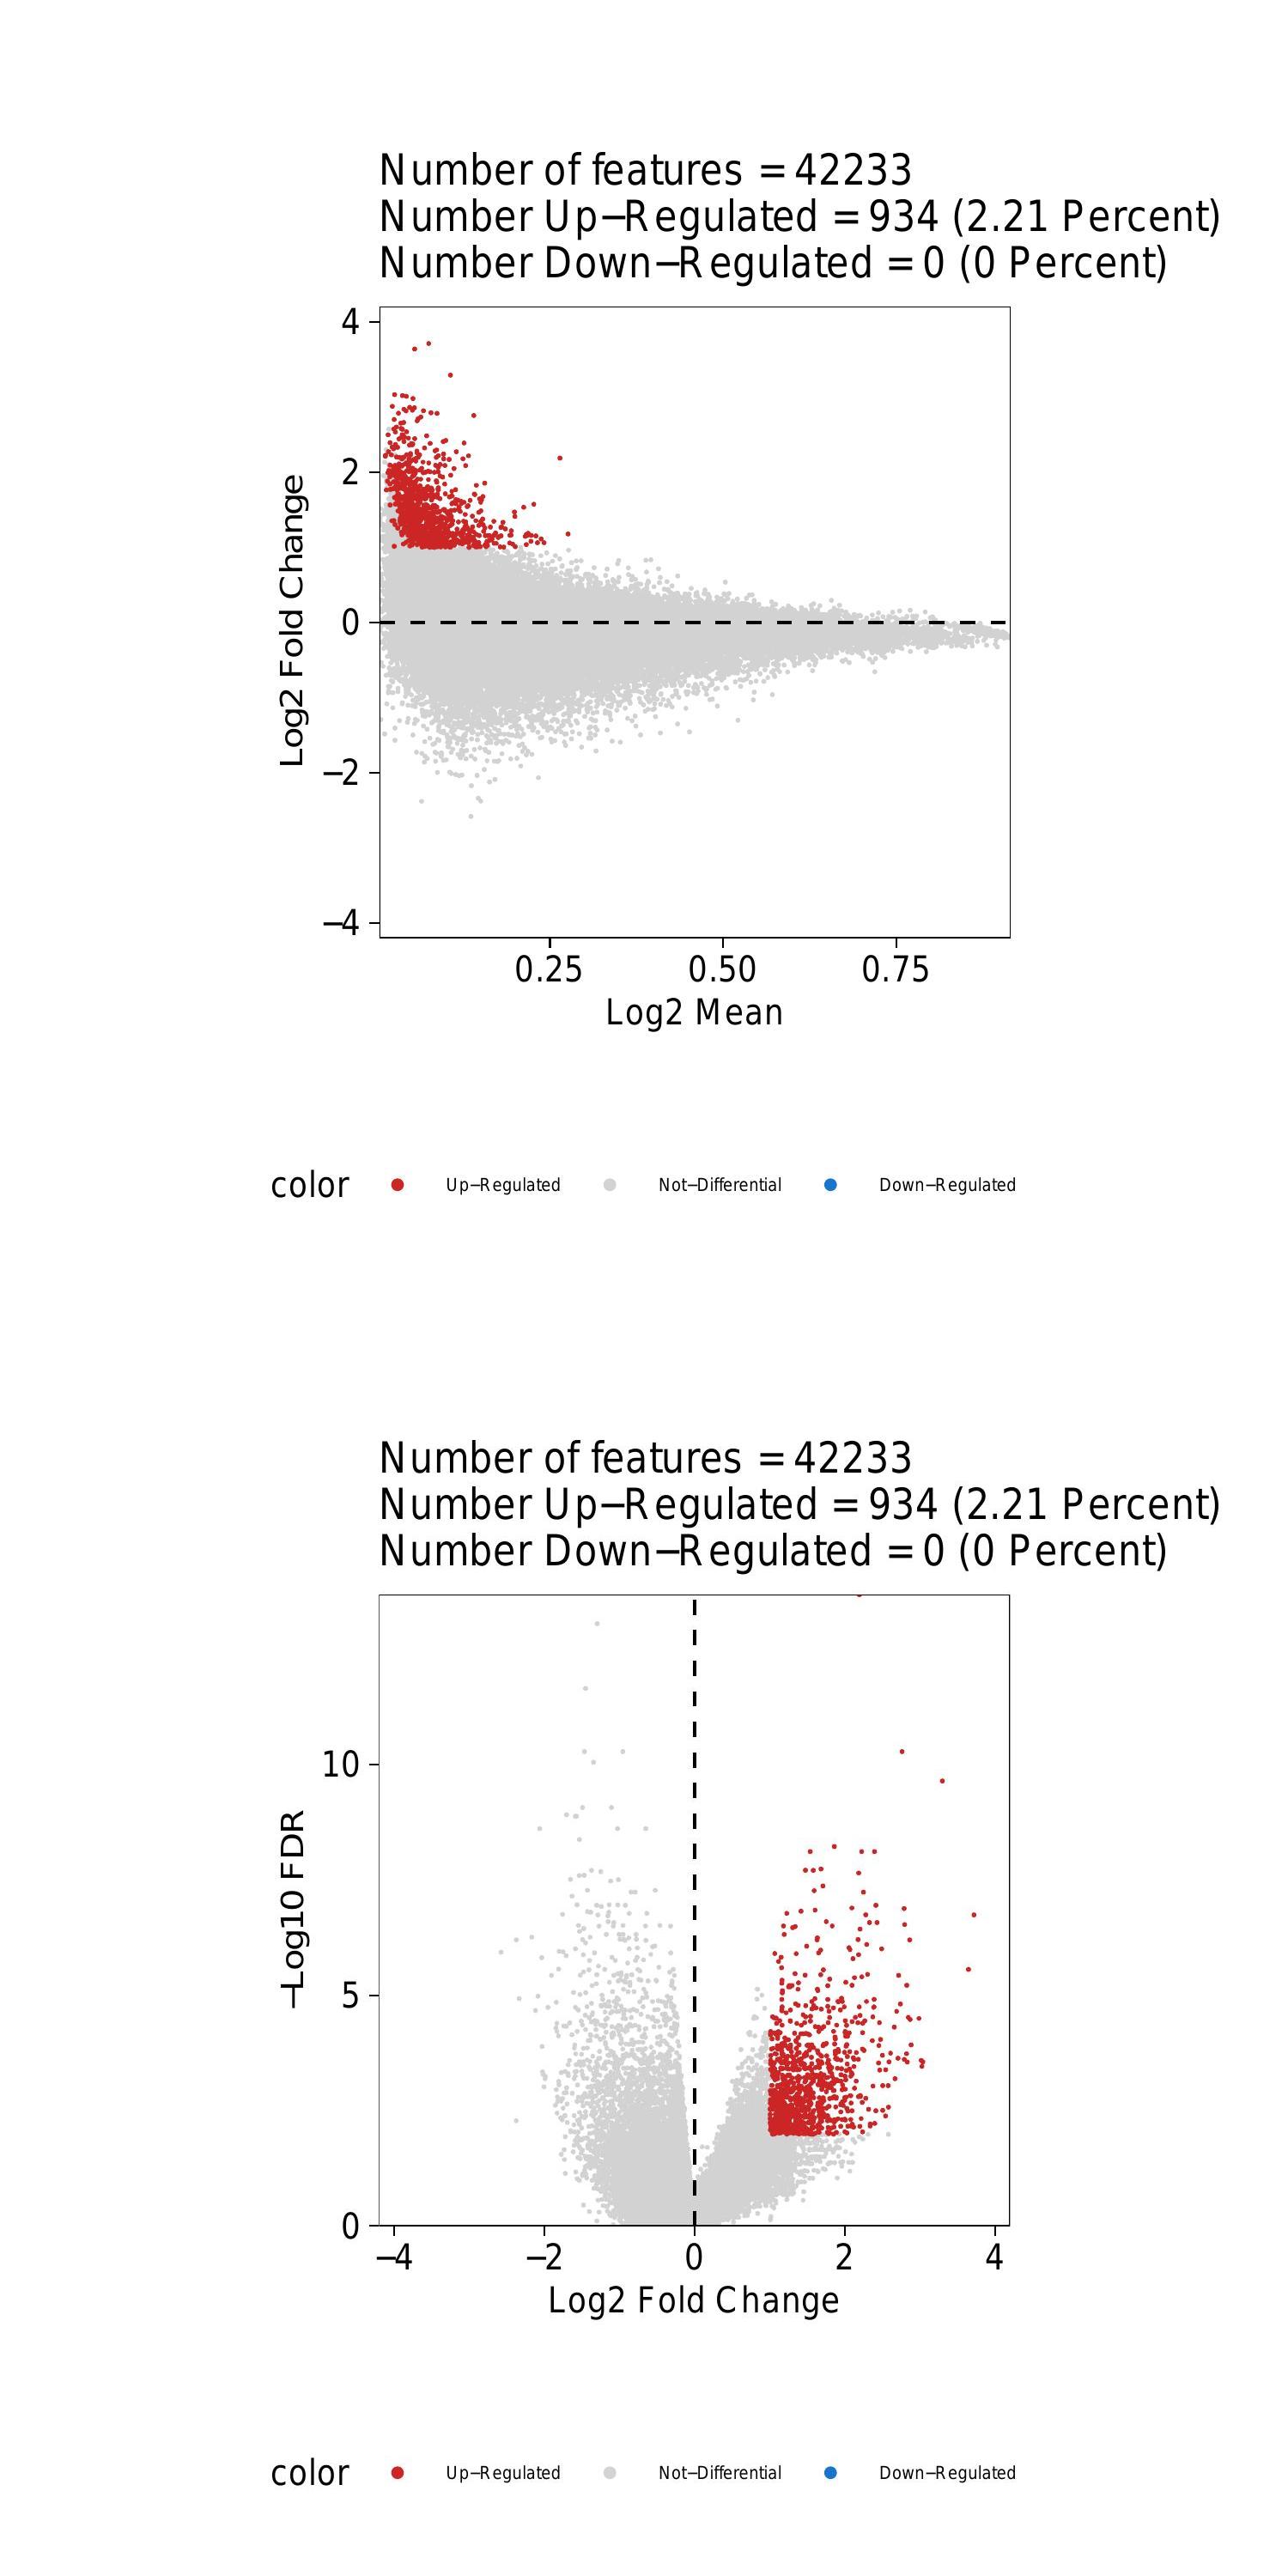 Number of features = 42233
Number Up−Regulated = 934 (2.21 Percent)
Number Down−Regulated = 0 (0 Percent)
4
2
0
−2
−4
Log2 Fold Change
0.25 0.50 0.75
Log2 Mean
color Up−Regulated Not−Differential Down−Regulated
Number of features = 42233
Number Up−Regulated = 934 (2.21 Percent)
Number Down−Regulated = 0 (0 Percent)
10
5
0
−Log10 FDR
−4 −2 0 2 4
Log2 Fold Change
color Up−Regulated Not−Differential Down−Regulated